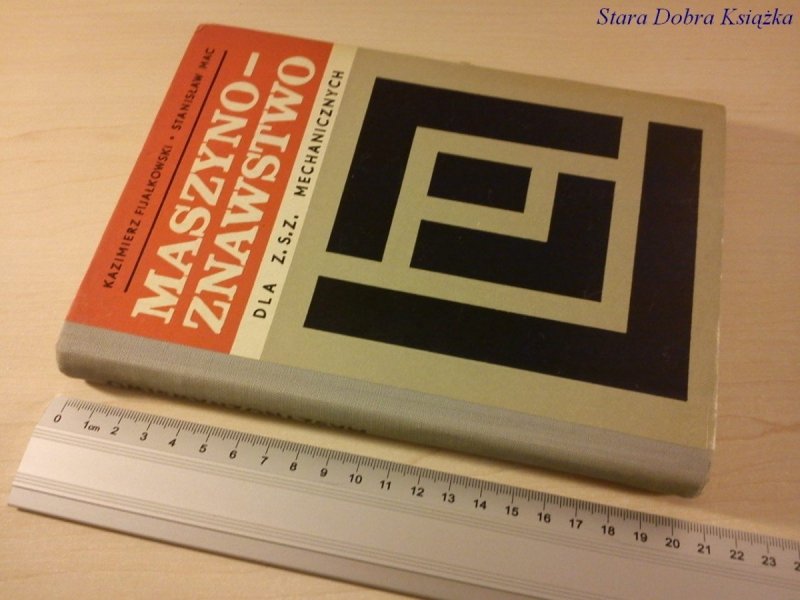 Stara Dobra Książka
KAZIMIERZ FIJAŁKOWSKI • STANISŁAW MAC
MASZYNO-
ZNAWSTWO
DLA Z.S.Z. MECHANICZNYCH
0 1cm 2 3 4 5 6 7 8 9 10 11 12 13 14 15 16 17 18 19 20 21 22 23